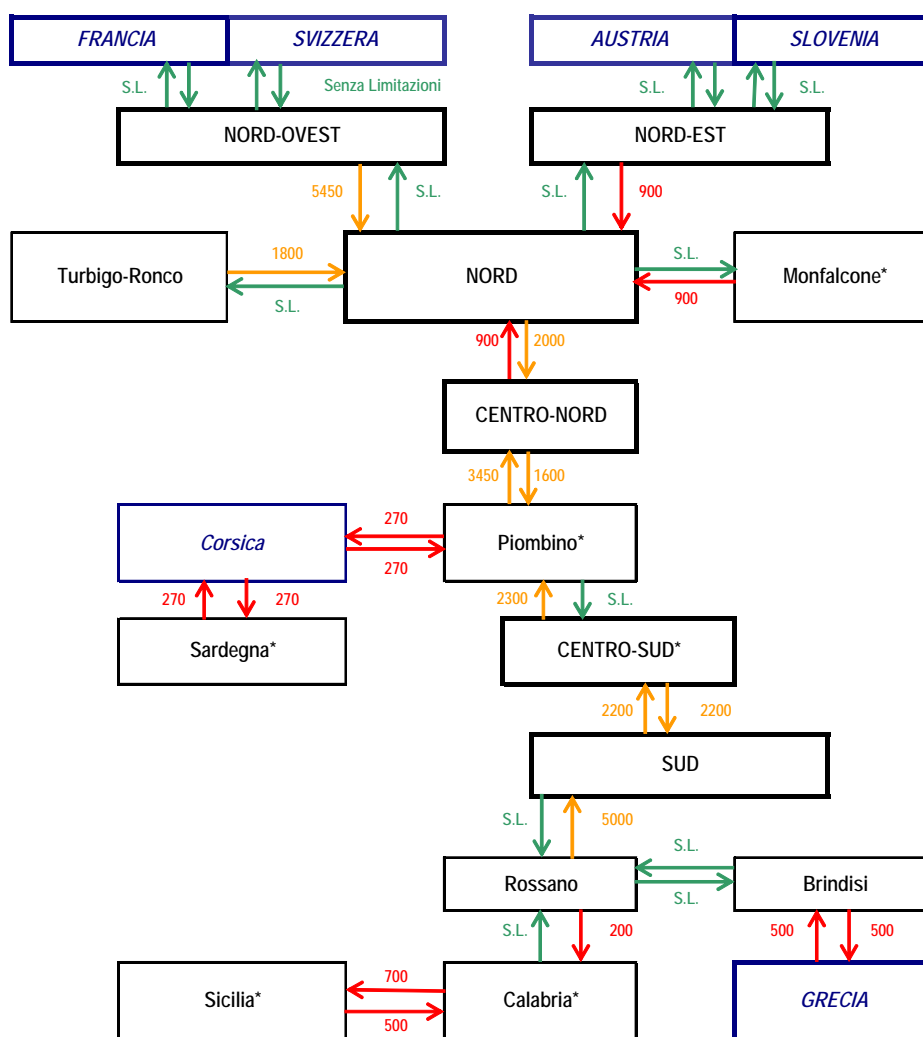 FRANCIA SVIZZERA AUSTRIA SLOVENIA
S.L. Senza Limitazioni S.L. S.L.
NORD-OVEST NORD-EST
5450 S.L. S.L. 900
Turbigo-Ronco 1800 NORD S.L. Monfalcone*
S.L. 900
900 2000
CENTRO-NORD
3450 1600
Corsica 270 Piombino*
270
270 270 2300 S.L.
Sardegna* CENTRO-SUD*
2200 2200
SUD
S.L. 5000
S.L.
Rossano Brindisi
S.L.
S.L. 200 500 500
Sicilia* 700 Calabria* GRECIA
500